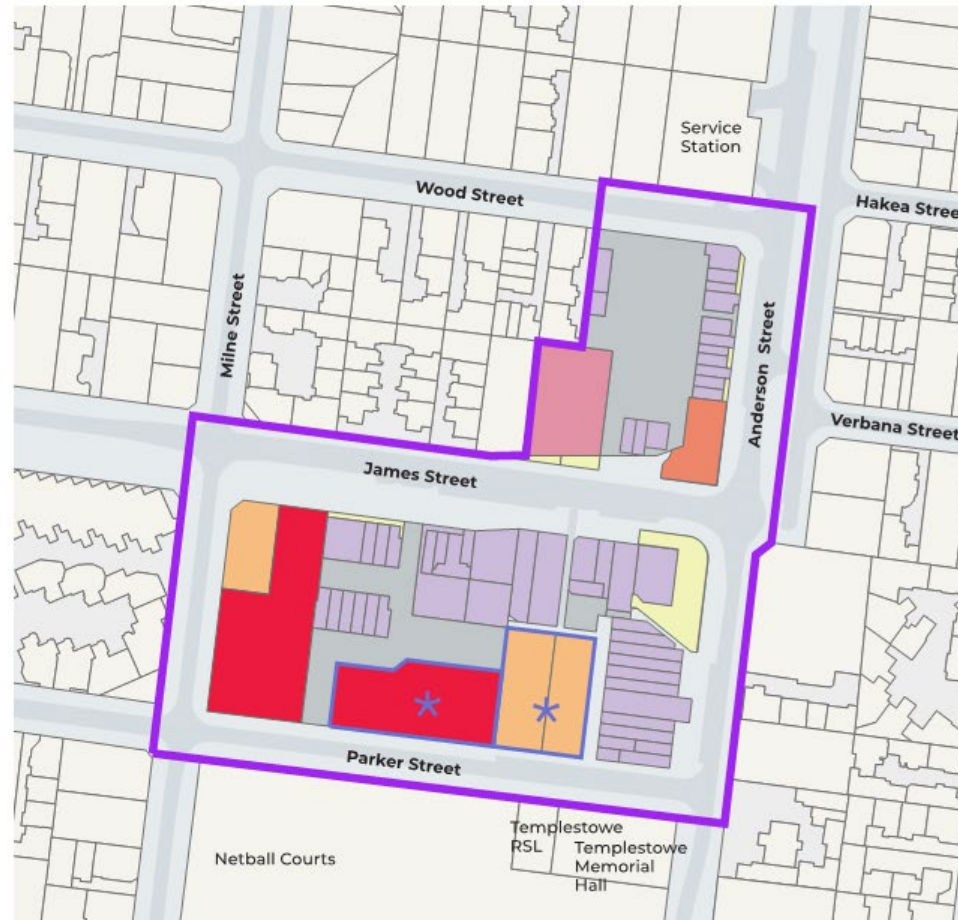 Service
Station
Wood Street
Hakea Stree
Milne Street
Anderson Street
Verbana Street
James Street
Parker Street
Templestowe
RSL
Templestowe
Memorial
Hall
Netball Courts